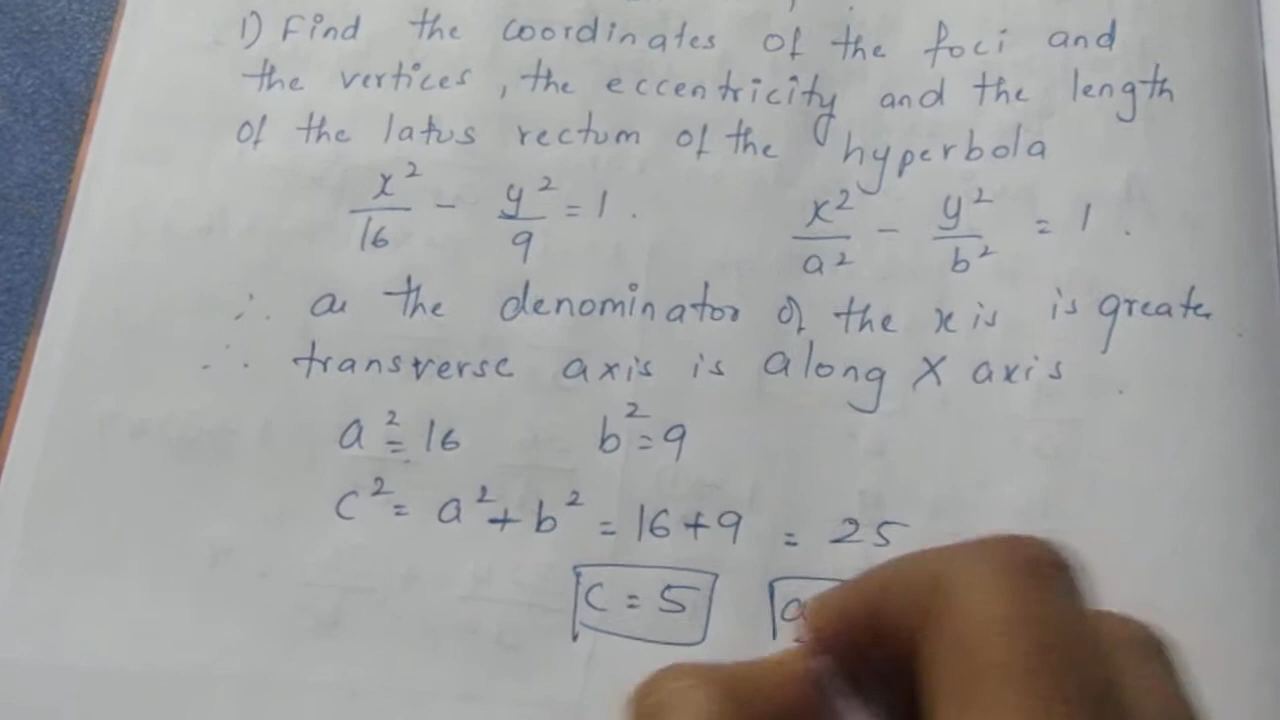 1) Find the coordinates of the foci and
the vertices, the eccentricity and the length
of the latus rectum of the hyperbola
x²/16 - y²/9 = 1. x²/a² - y²/b² = 1.
∴ as the denominator of the x is is greater
∴ transverse axis is along X axis
a² = 16 b² = 9
c² = a² + b² = 16 + 9 = 25
c = 5 a